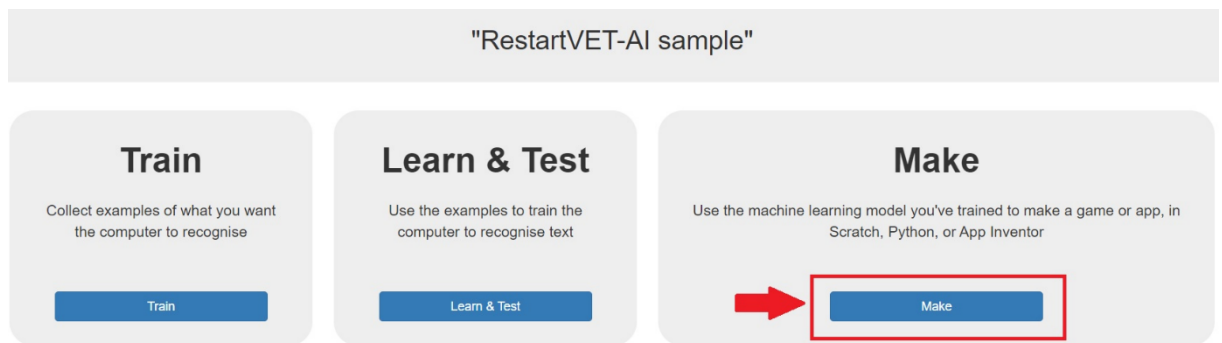 "RestartVET-AI sample"
Train
Collect examples of what you want
the computer to recognise
Train
Learn & Test
Use the examples to train the
computer to recognise text
Learn & Test
Make
Use the machine learning model you've trained to make a game or app, in
Scratch, Python, or App Inventor
Make